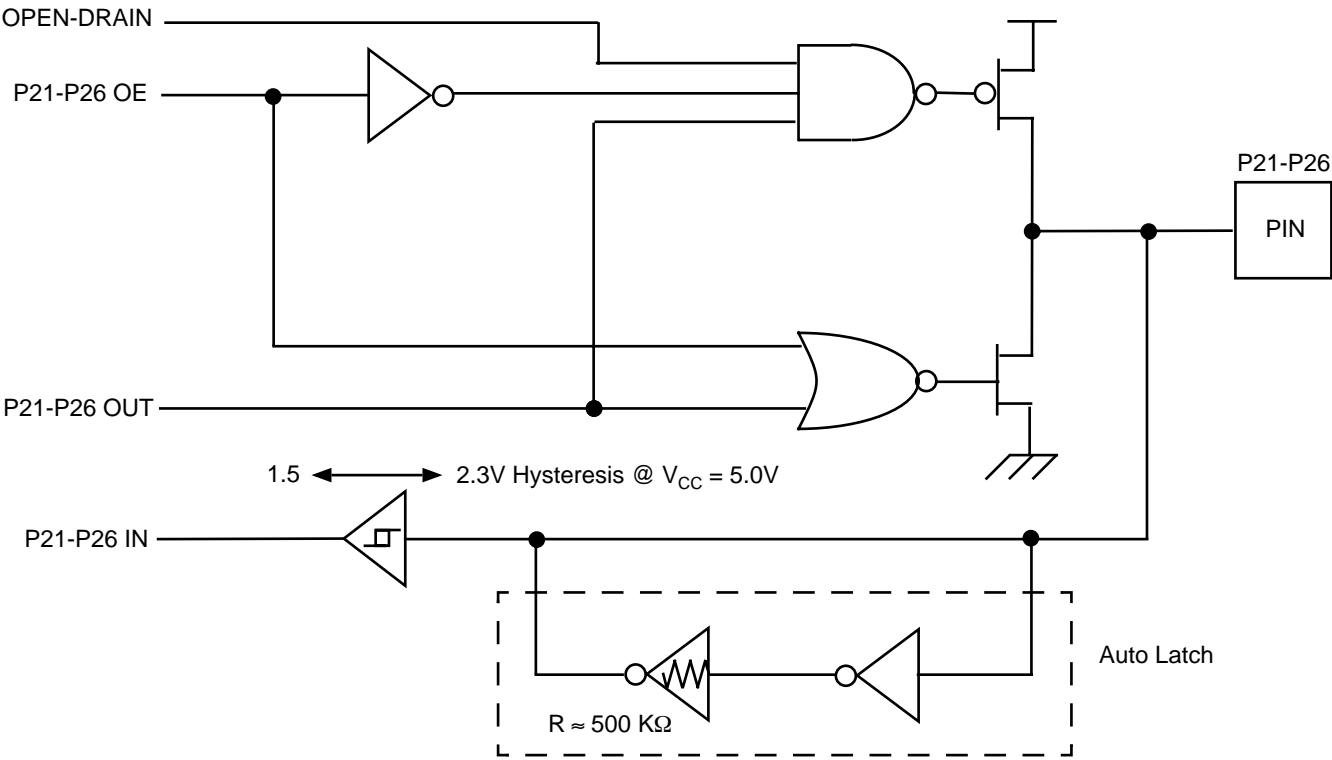 OPEN-DRAIN
P21-P26 OE
P21-P26
PIN
P21-P26 OUT
1.5 2.3V Hysteresis @ VCC = 5.0V
P21-P26 IN
Auto Latch
R ≈ 500 KΩ